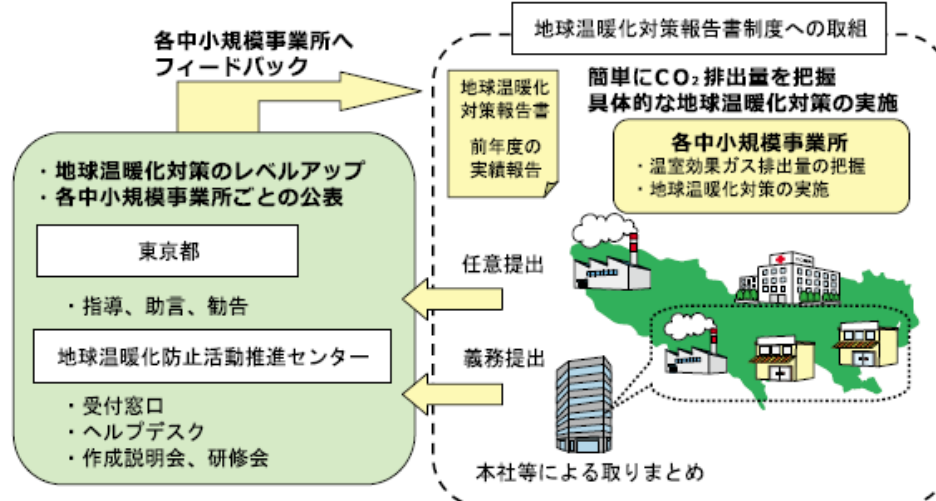 地球温暖化対策報告書制度への取組
各中小規模事業所へ
フィードバック
地球温暖化
対策報告書
前年度の
実績報告
簡単にCO₂排出量を把握
具体的な地球温暖化対策の実施
各中小規模事業所
・温室効果ガス排出量の把握
・地球温暖化対策の実施
・地球温暖化対策のレベルアップ
・各中小規模事業所ごとの公表
東京都
・指導、助言、勧告
地球温暖化防止活動推進センター
・受付窓口
・ヘルプデスク
・作成説明会、研修会
任意提出
義務提出
本社等による取りまとめ